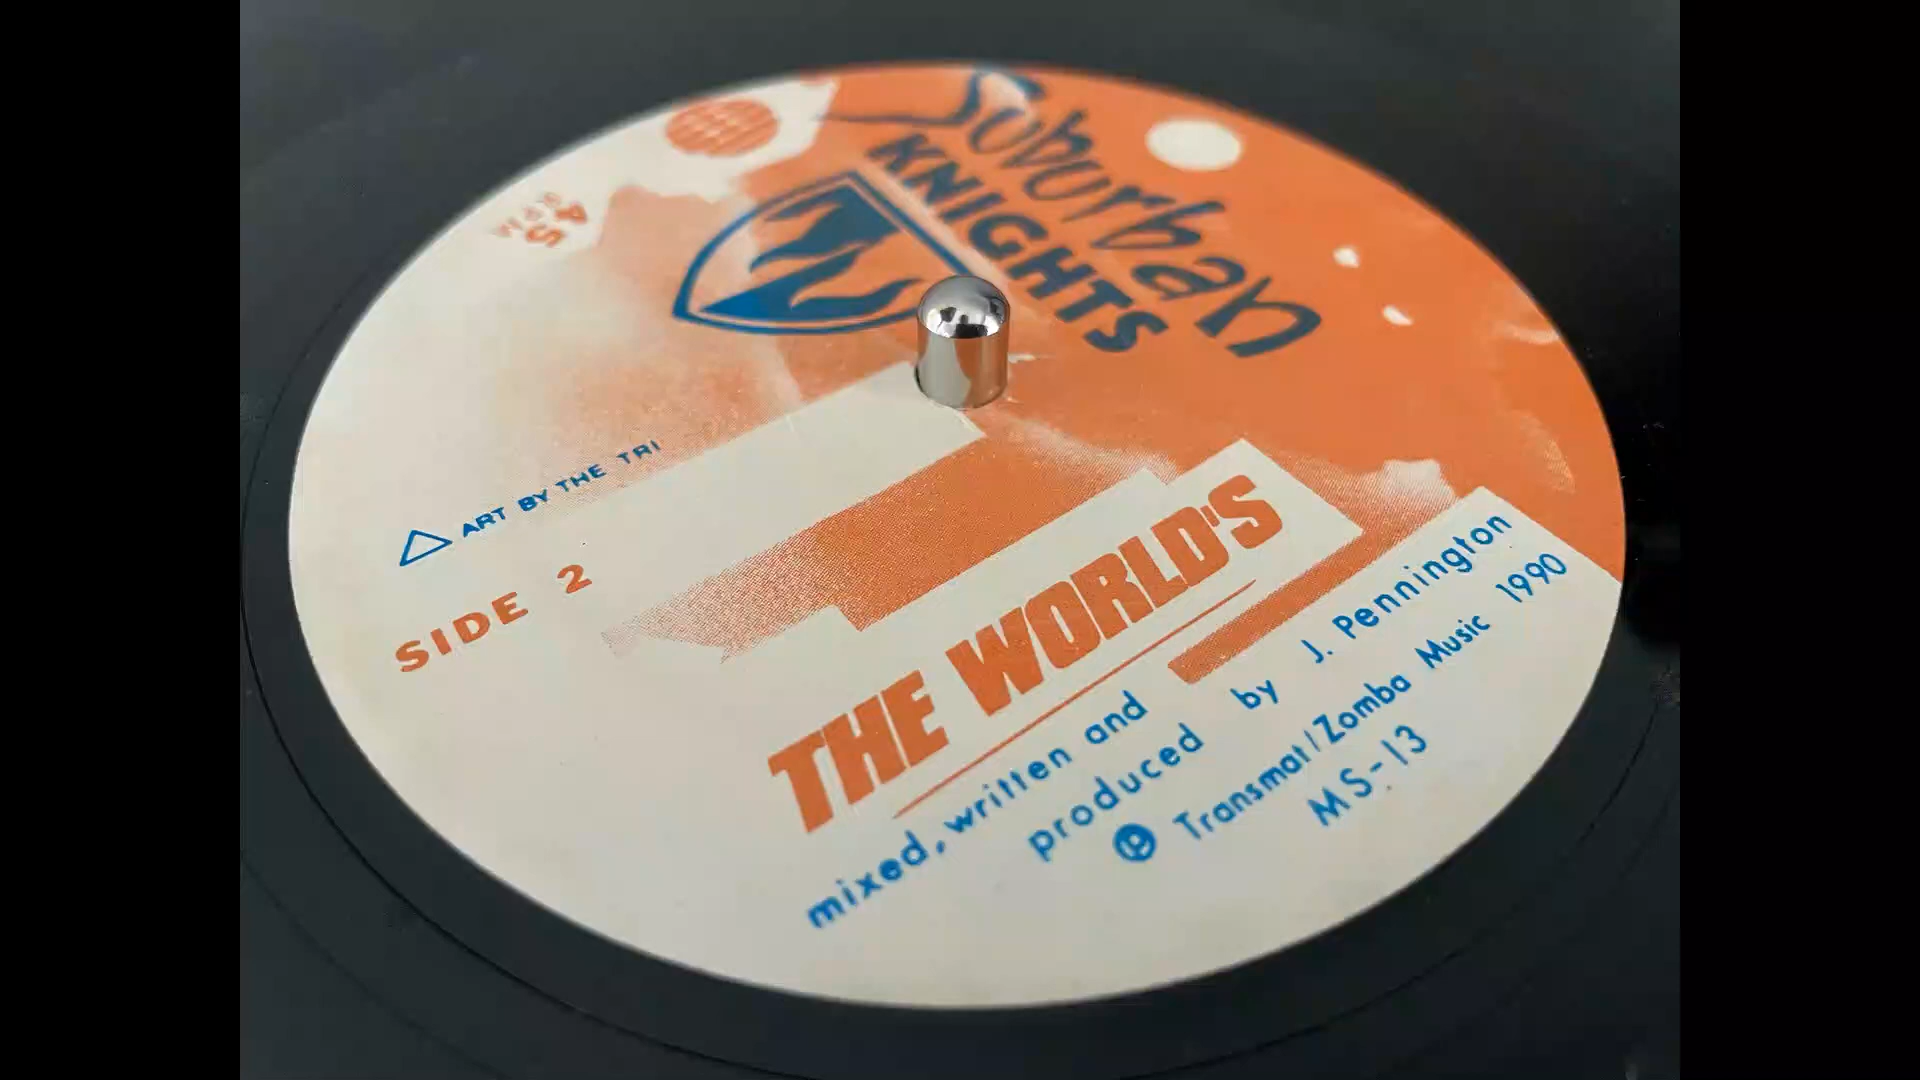 Suburban
KNIGHTS
45
RPM
△ ART BY THE TRI
SIDE 2
THE WORLD'S
mixed, written and
produced by J. Pennington
℗ Transmat/Zomba Music 1990
MS-13